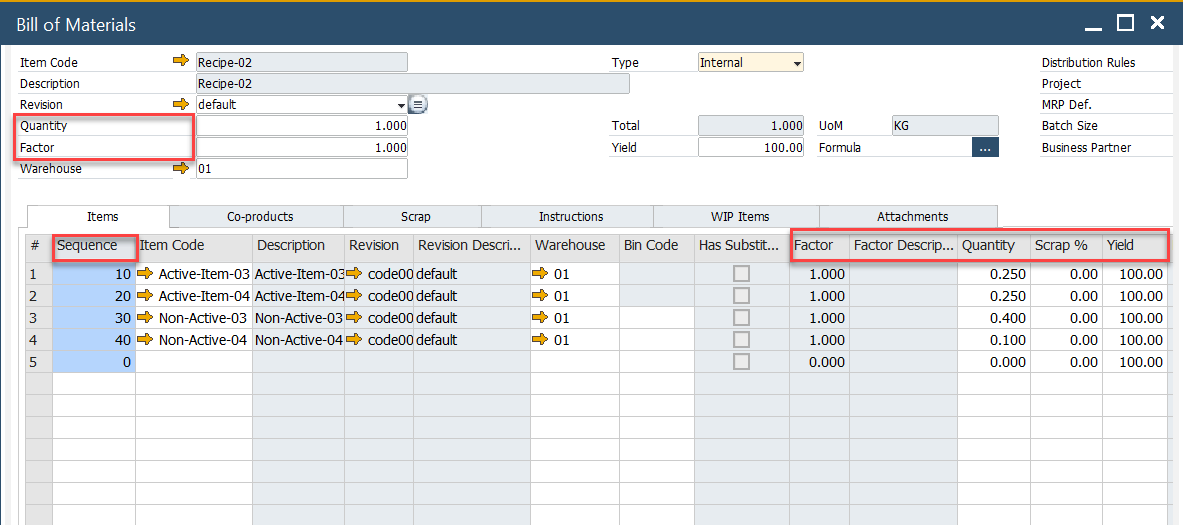 Bill of Materials
Item Code Recipe-02 Type Internal Distribution Rules
Description Recipe-02 Project
Revision default MRP Def.
Quantity 1.000 Total 1.000 UoM KG Batch Size
Factor 1.000 Yield 100.00 Formula ... Business Partner
Warehouse 01
Items Co-products Scrap Instructions WIP Items Attachments
# Sequence Item Code Description Revision Revision Descri... Warehouse Bin Code Has Substit... Factor Factor Descrip... Quantity Scrap % Yield
1 10 Active-Item-03 Active-Item-03 code00 default 01 1.000 0.250 0.00 100.00
2 20 Active-Item-04 Active-Item-04 code00 default 01 1.000 0.250 0.00 100.00
3 30 Non-Active-03 Non-Active-03 code00 default 01 1.000 0.400 0.00 100.00
4 40 Non-Active-04 Non-Active-04 code00 default 01 1.000 0.100 0.00 100.00
5 0 0.000 0.000 0.00 100.00